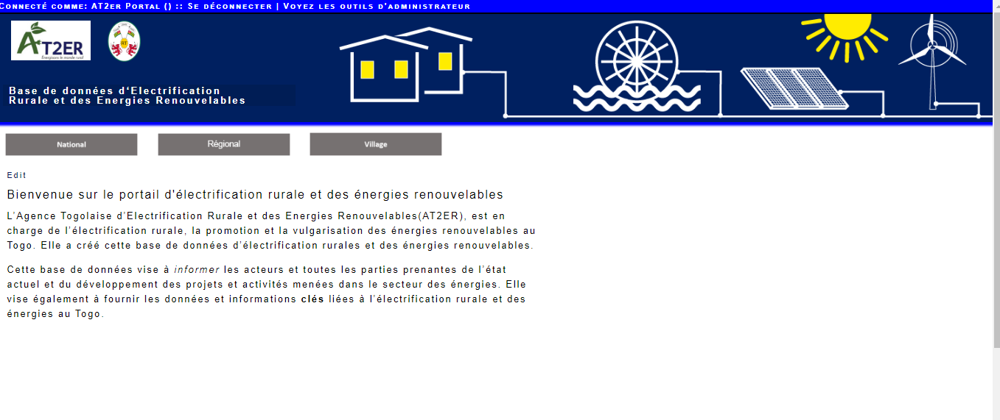 Connecté comme: AT2er Portal () :: Se déconnecter | Voyez les outils d'administrateur
AT2ER
Energisons le monde rural
RT
Base de données d‘Electrification
Rurale et des Energies Renouvelables
National Régional Village
Edit
Bienvenue sur le portail d'électrification rurale et des énergies renouvelables
L’Agence Togolaise d’Electrification Rurale et des Energies Renouvelables(AT2ER), est en
charge de l’électrification rurale, la promotion et la vulgarisation des énergies renouvelables au
Togo. Elle a créé cette base de données d’électrification rurales et des énergies renouvelables.
Cette base de données vise à informer les acteurs et toutes les parties prenantes de l’état
actuel et du développement des projets et activités menées dans le secteur des énergies. Elle
vise également à fournir les données et informations clés liées à l’électrification rurale et des
énergies au Togo.